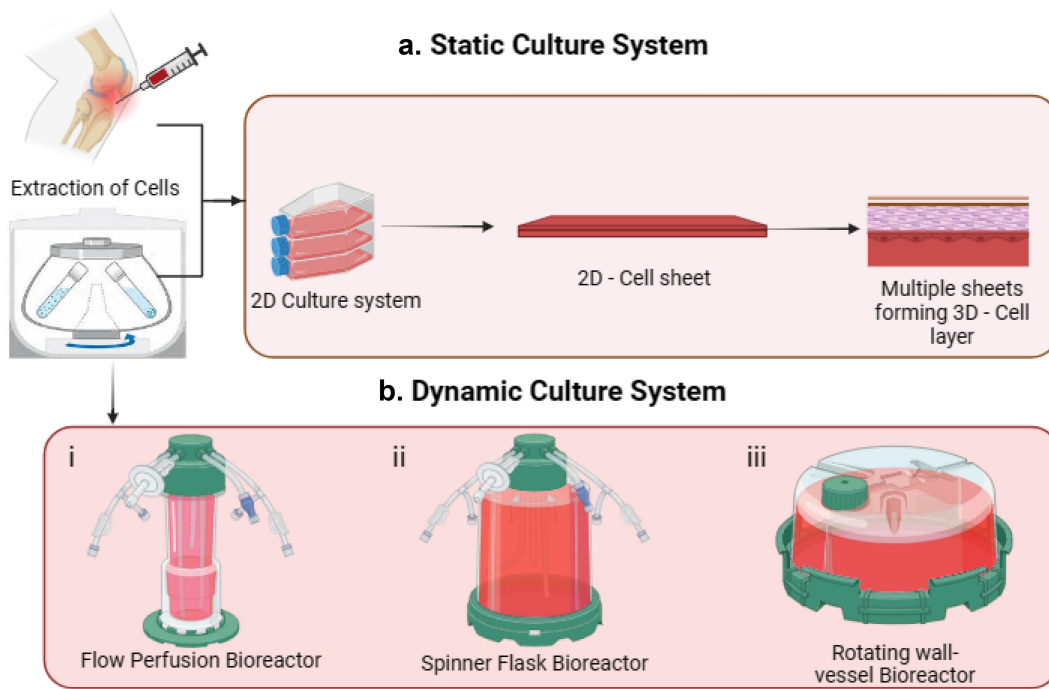 a. Static Culture System
Extraction of Cells
2D Culture system
2D - Cell sheet
Multiple sheets
forming 3D - Cell
layer
b. Dynamic Culture System
i
ii
iii
Flow Perfusion Bioreactor
Spinner Flask Bioreactor
Rotating wall-
vessel Bioreactor